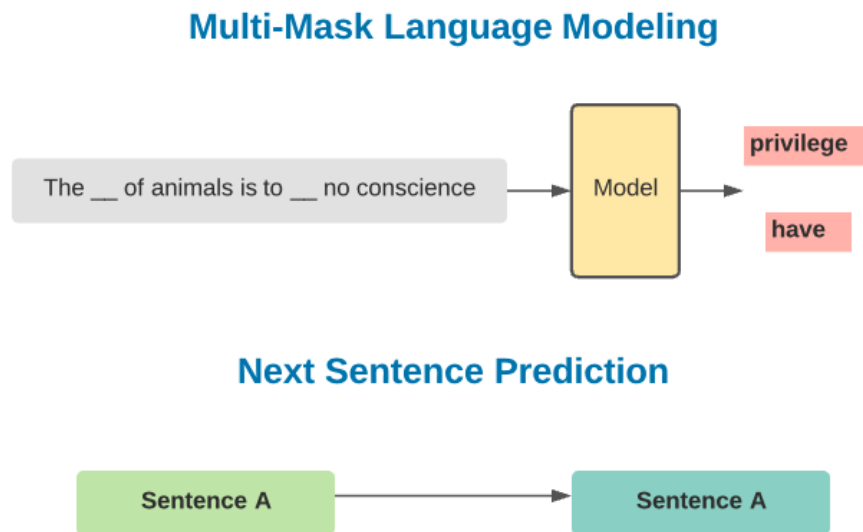 Multi-Mask Language Modeling
privilege
The __ of animals is to __ no conscience
Model
have
Next Sentence Prediction
Sentence A
Sentence A